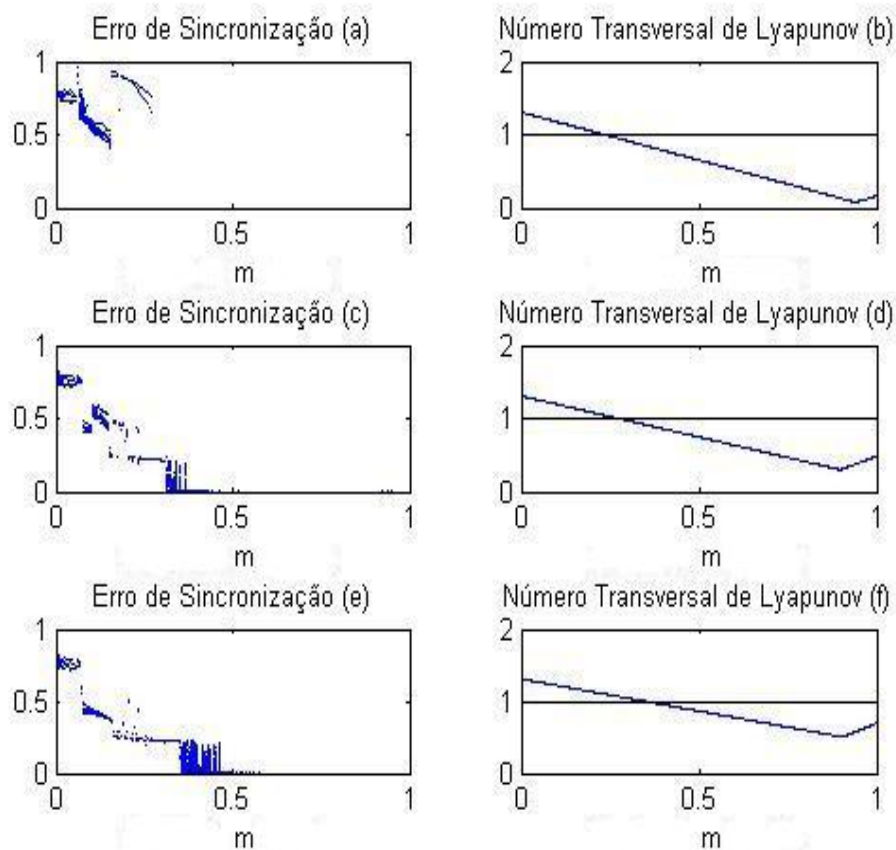 Erro de Sincronização (a)
1
0.5
0
0 0.5 1
m
Número Transversal de Lyapunov (b)
2
1
0
0 0.5 1
m
Erro de Sincronização (c)
1
0.5
0
0 0.5 1
m
Número Transversal de Lyapunov (d)
2
1
0
0 0.5 1
m
Erro de Sincronização (e)
1
0.5
0
0 0.5 1
m
Número Transversal de Lyapunov (f)
2
1
0
0 0.5 1
m